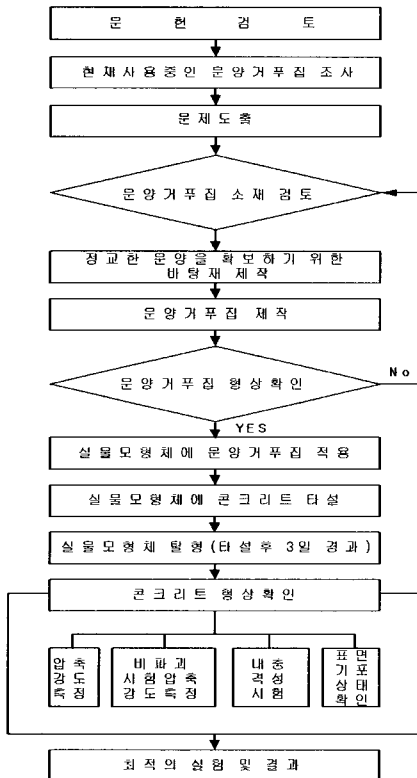 문 헌 검 토
현재사용중인 문양거푸집 조사
문제도출
문양거푸집 소재 검토
정교한 문양을 확보하기 위한
바탕재 제작
문양거푸집 제작
문양거푸집 형상확인
No
YES
실물모형체에 문양거푸집 적용
실물모형체에 콘크리트 타설
실물모형체 탈형(타설후 3일 경과)
콘크리트 형상확인
압축
강도
측정
비파괴
시험압축
강도측정
내충
격성
시험
표면
기포
상태
확인
최적의 실험 및 결과